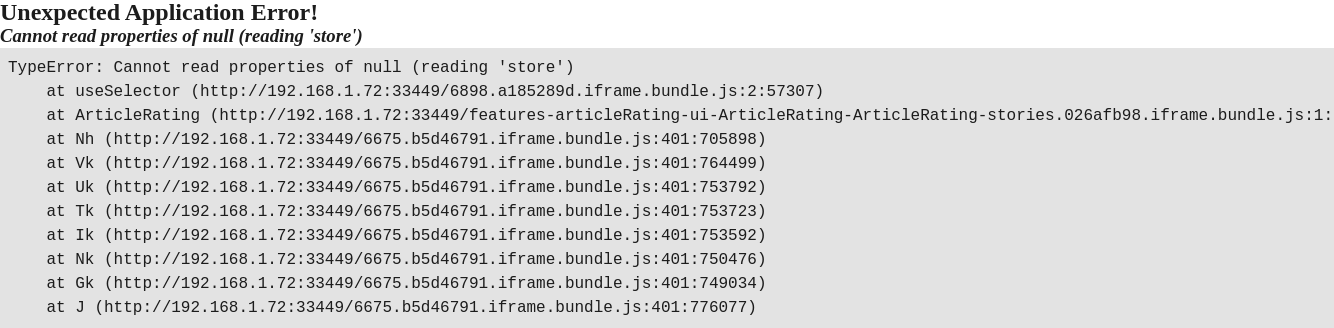 Unexpected Application Error!
Cannot read properties of null (reading 'store')
TypeError: Cannot read properties of null (reading 'store')
    at useSelector (http://192.168.1.72:33449/6898.a185289d.iframe.bundle.js:2:57307)
    at ArticleRating (http://192.168.1.72:33449/features-articleRating-ui-ArticleRating-ArticleRating-stories.026afb98.iframe.bundle.js:1:
    at Nh (http://192.168.1.72:33449/6675.b5d46791.iframe.bundle.js:401:705898)
    at Vk (http://192.168.1.72:33449/6675.b5d46791.iframe.bundle.js:401:764499)
    at Uk (http://192.168.1.72:33449/6675.b5d46791.iframe.bundle.js:401:753792)
    at Tk (http://192.168.1.72:33449/6675.b5d46791.iframe.bundle.js:401:753723)
    at Ik (http://192.168.1.72:33449/6675.b5d46791.iframe.bundle.js:401:753592)
    at Nk (http://192.168.1.72:33449/6675.b5d46791.iframe.bundle.js:401:750476)
    at Gk (http://192.168.1.72:33449/6675.b5d46791.iframe.bundle.js:401:749034)
    at J (http://192.168.1.72:33449/6675.b5d46791.iframe.bundle.js:401:776077)